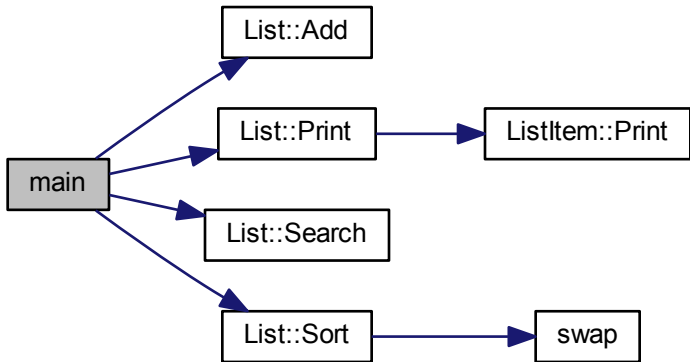 List::Add
List::Print
ListItem::Print
main
List::Search
List::Sort
swap